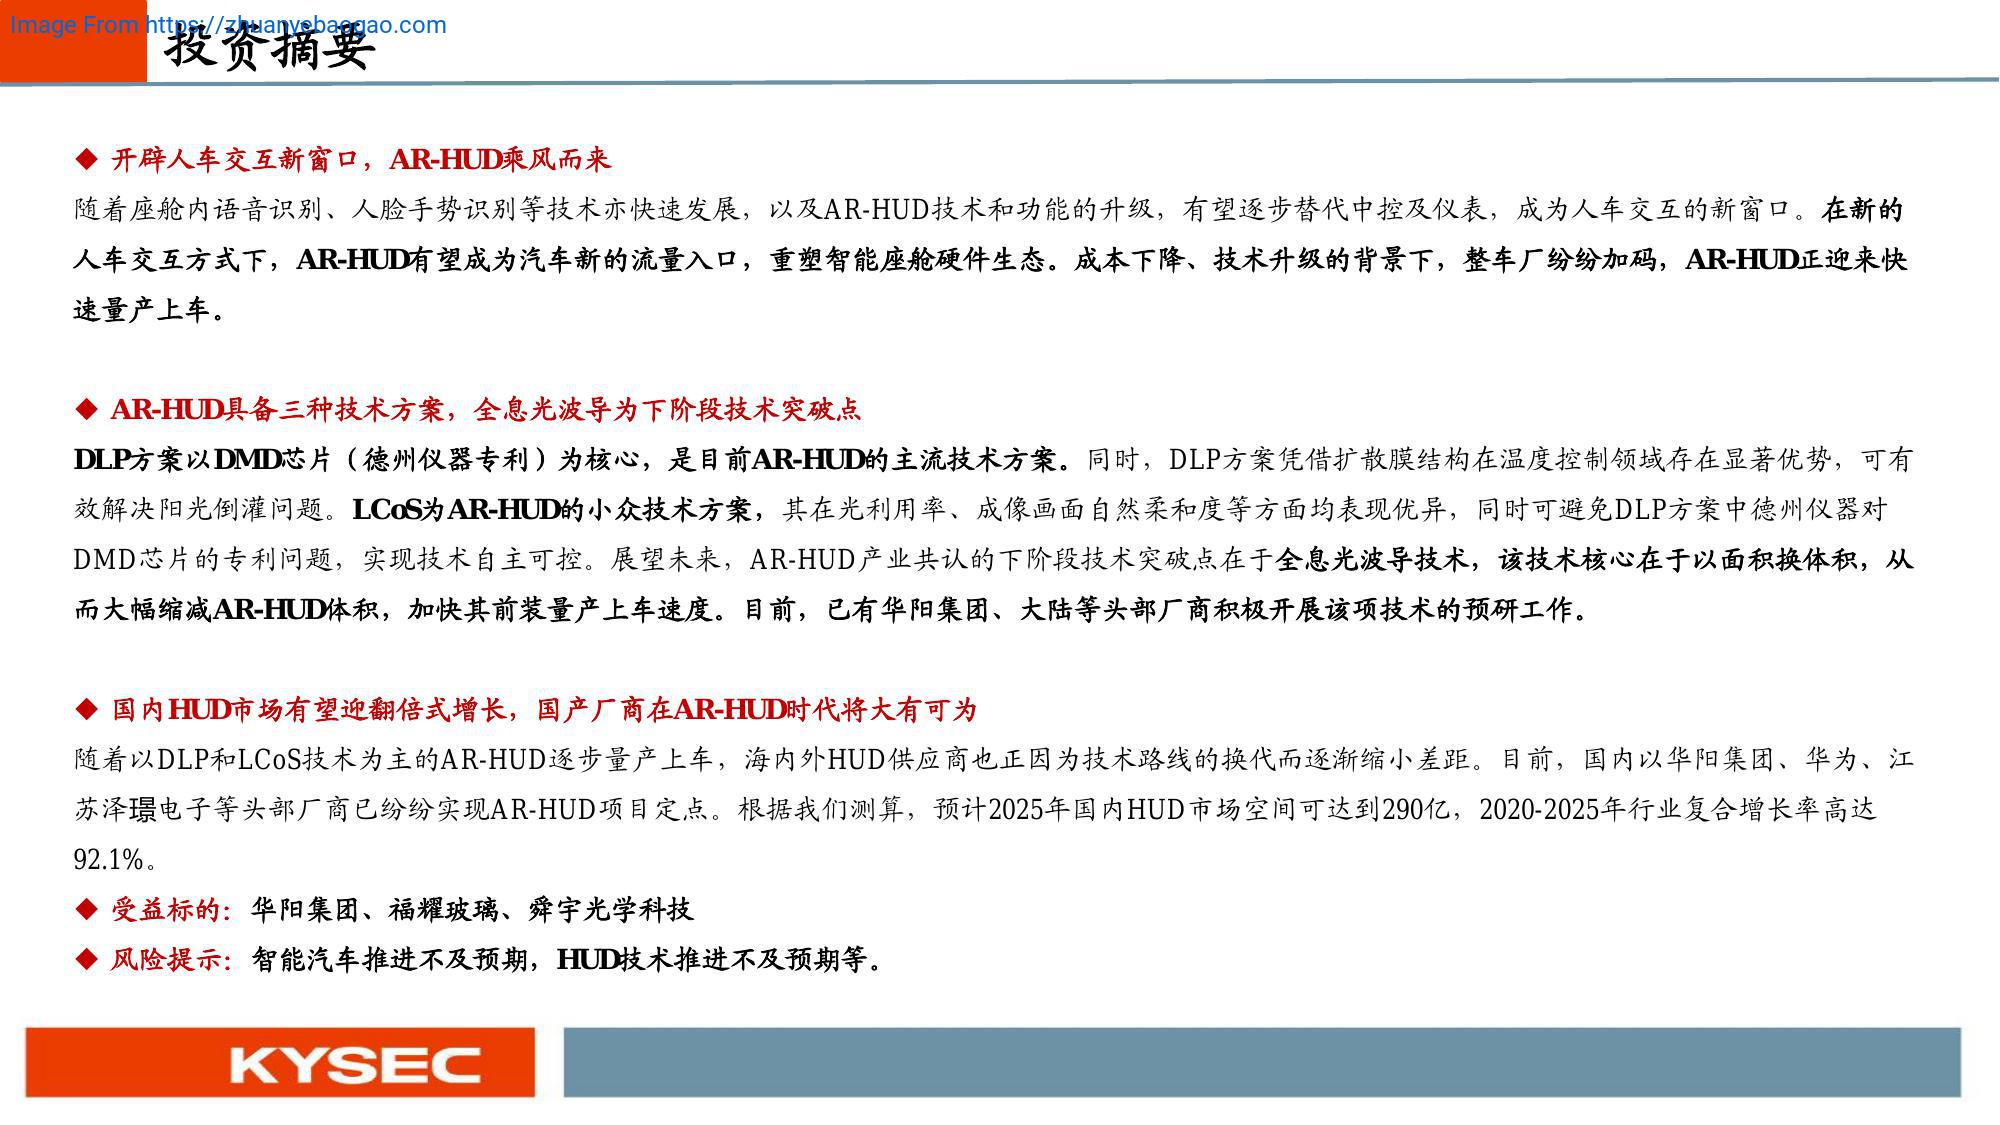 Image From https://zhuanyebaogao.com
投资摘要
◆ 开辟人车交互新窗口，AR-HUD乘风而来
随着座舱内语音识别、人脸手势识别等技术亦快速发展，以及AR-HUD技术和功能的升级，有望逐步替代中控及仪表，成为人车交互的新窗口。在新的
人车交互方式下，AR-HUD有望成为汽车新的流量入口，重塑智能座舱硬件生态。成本下降、技术升级的背景下，整车厂纷纷加码，AR-HUD正迎来快
速量产上车。
◆ AR-HUD具备三种技术方案，全息光波导为下阶段技术突破点
DLP方案以DMD芯片（德州仪器专利）为核心，是目前AR-HUD的主流技术方案。同时，DLP方案凭借扩散膜结构在温度控制领域存在显著优势，可有
效解决阳光倒灌问题。LCoS为AR-HUD的小众技术方案，其在光利用率、成像画面自然柔和度等方面均表现优异，同时可避免DLP方案中德州仪器对
DMD芯片的专利问题，实现技术自主可控。展望未来，AR-HUD产业共认的下阶段技术突破点在于全息光波导技术，该技术核心在于以面积换体积，从
而大幅缩减AR-HUD体积，加快其前装量产上车速度。目前，已有华阳集团、大陆等头部厂商积极开展该项技术的预研工作。
◆ 国内HUD市场有望迎翻倍式增长，国产厂商在AR-HUD时代将大有可为
随着以DLP和LCoS技术为主的AR-HUD逐步量产上车，海内外HUD供应商也正因为技术路线的换代而逐渐缩小差距。目前，国内以华阳集团、华为、江
苏泽璟电子等头部厂商已纷纷实现AR-HUD项目定点。根据我们测算，预计2025年国内HUD市场空间可达到290亿，2020-2025年行业复合增长率高达
92.1%。
◆ 受益标的：华阳集团、福耀玻璃、舜宇光学科技
◆ 风险提示：智能汽车推进不及预期，HUD技术推进不及预期等。
KYSEC